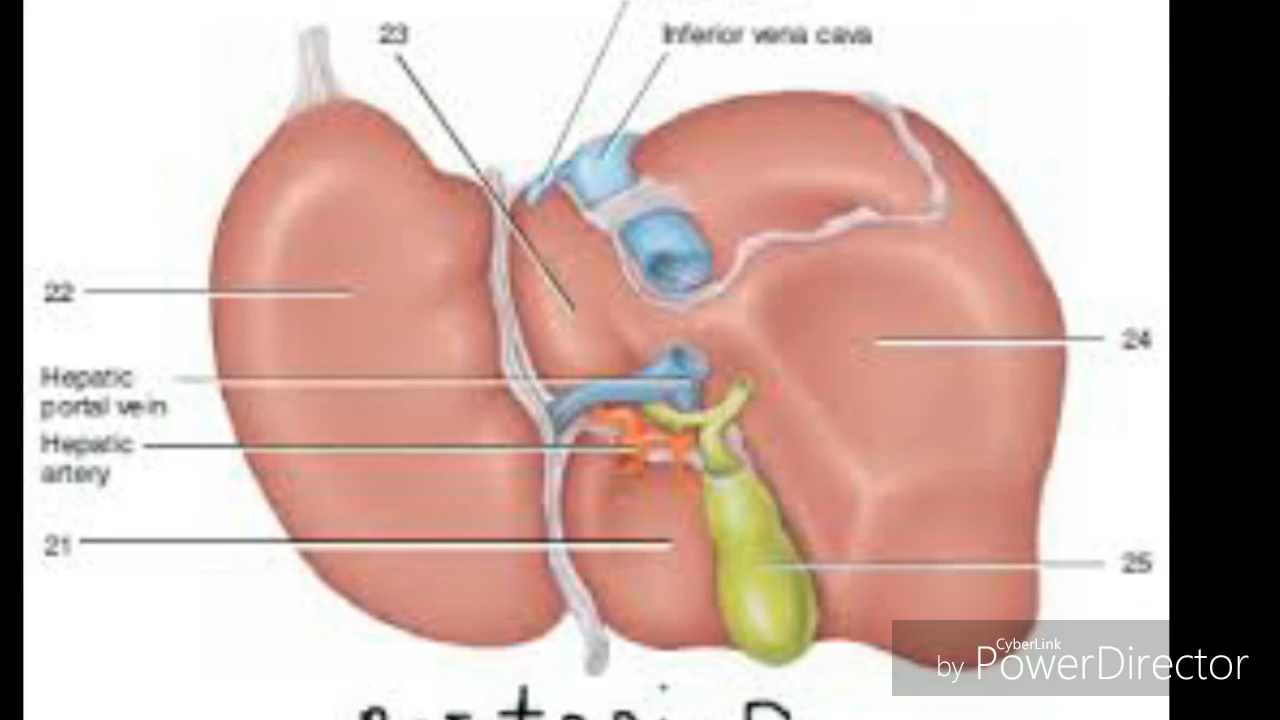 23
Inferior vena cava
22
Hepatic
portal vein
24
Hepatic
artery
21
25
CyberLink
by PowerDirector